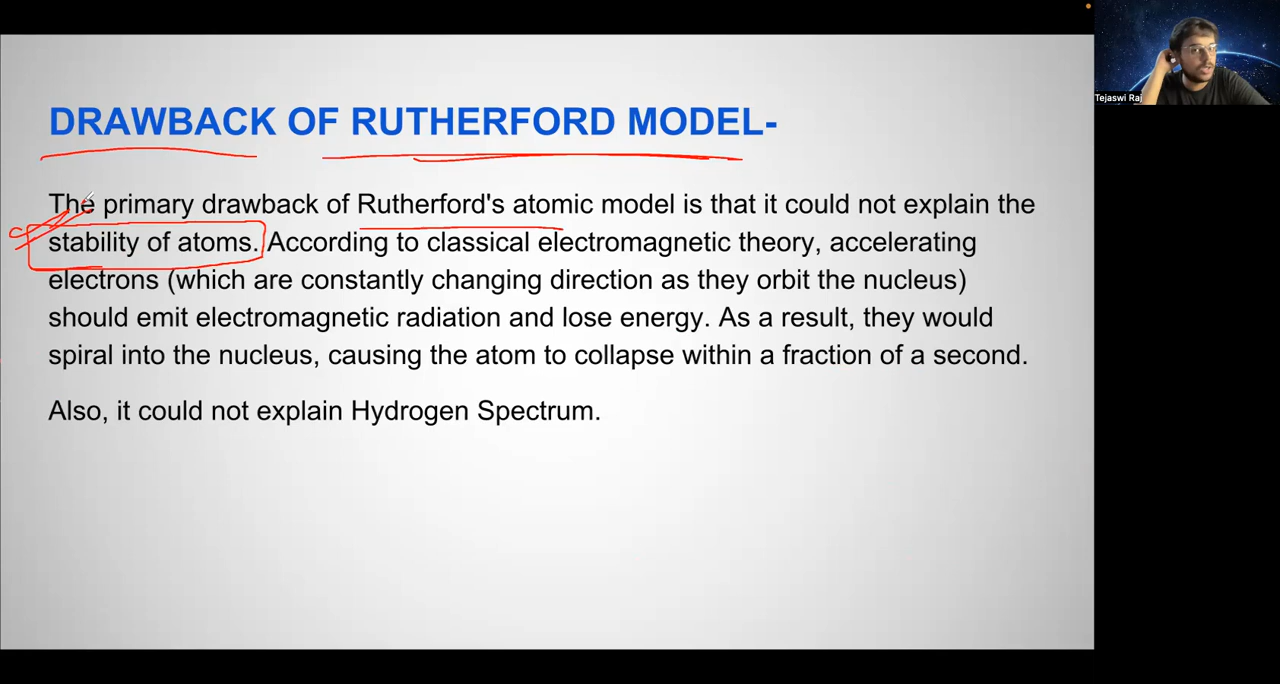 DRAWBACK OF RUTHERFORD MODEL-
Tejaswi Raj
The primary drawback of Rutherford's atomic model is that it could not explain the
stability of atoms. According to classical electromagnetic theory, accelerating
electrons (which are constantly changing direction as they orbit the nucleus)
should emit electromagnetic radiation and lose energy. As a result, they would
spiral into the nucleus, causing the atom to collapse within a fraction of a second.
Also, it could not explain Hydrogen Spectrum.